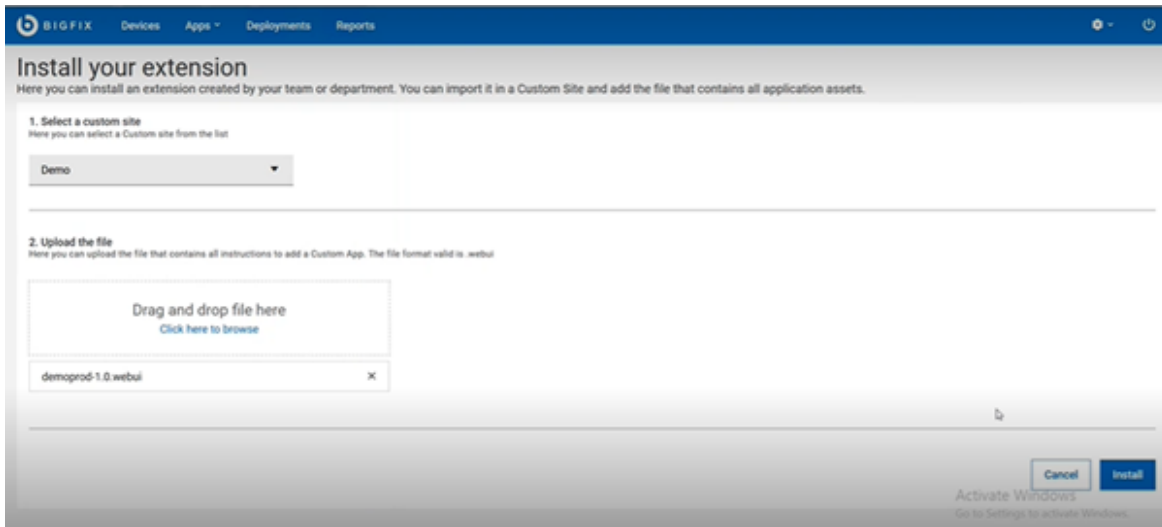 BIGFIX Devices Apps Deployments Reports
Install your extension
Here you can install an extension created by your team or department. You can import it in a Custom Site and add the file that contains all application assets.
1. Select a custom site
Here you can select a Custom site from the list
Demo
2. Upload the file
Here you can upload the file that contains all instructions to add a Custom App. The file format valid is .webui
Drag and drop file here
Click here to browse
demoprod-1.0.webui
Cancel Install
Activate Windows
Go to Settings to activate Windows.